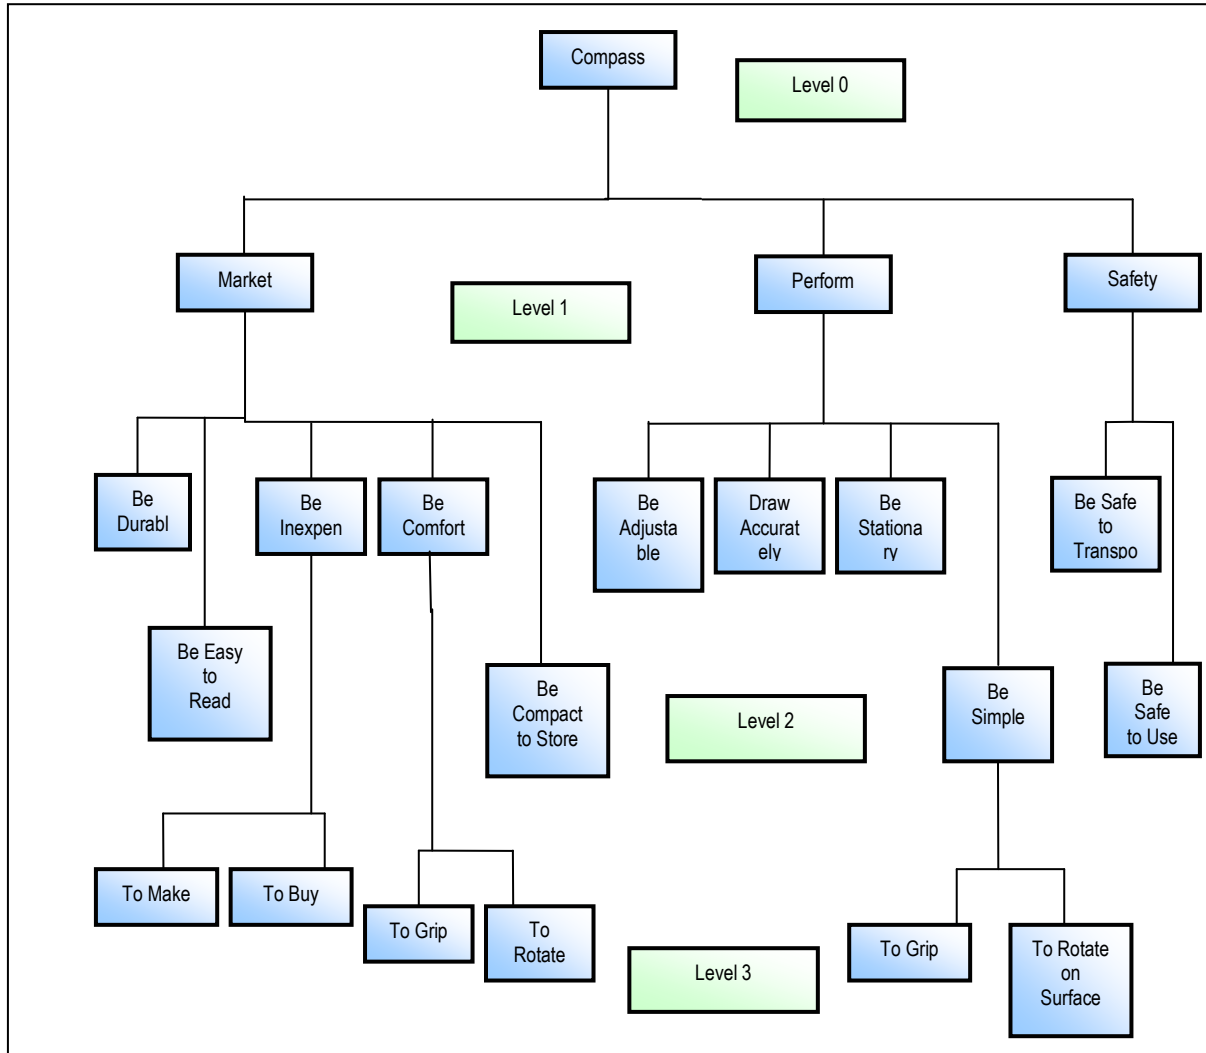 Compass
Level 0
Market
Level 1
Perform
Safety
Be
Durabl
Be
Inexpen
Be
Comfort
Be
Adjusta
ble
Draw
Accurat
ely
Be
Stationa
ry
Be Safe
to
Transpo
Be Easy
to
Read
Be
Compact
to Store
Level 2
Be
Simple
Be
Safe
to Use
To Make
To Buy
To Grip
To
Rotate
Level 3
To Grip
To Rotate
on
Surface